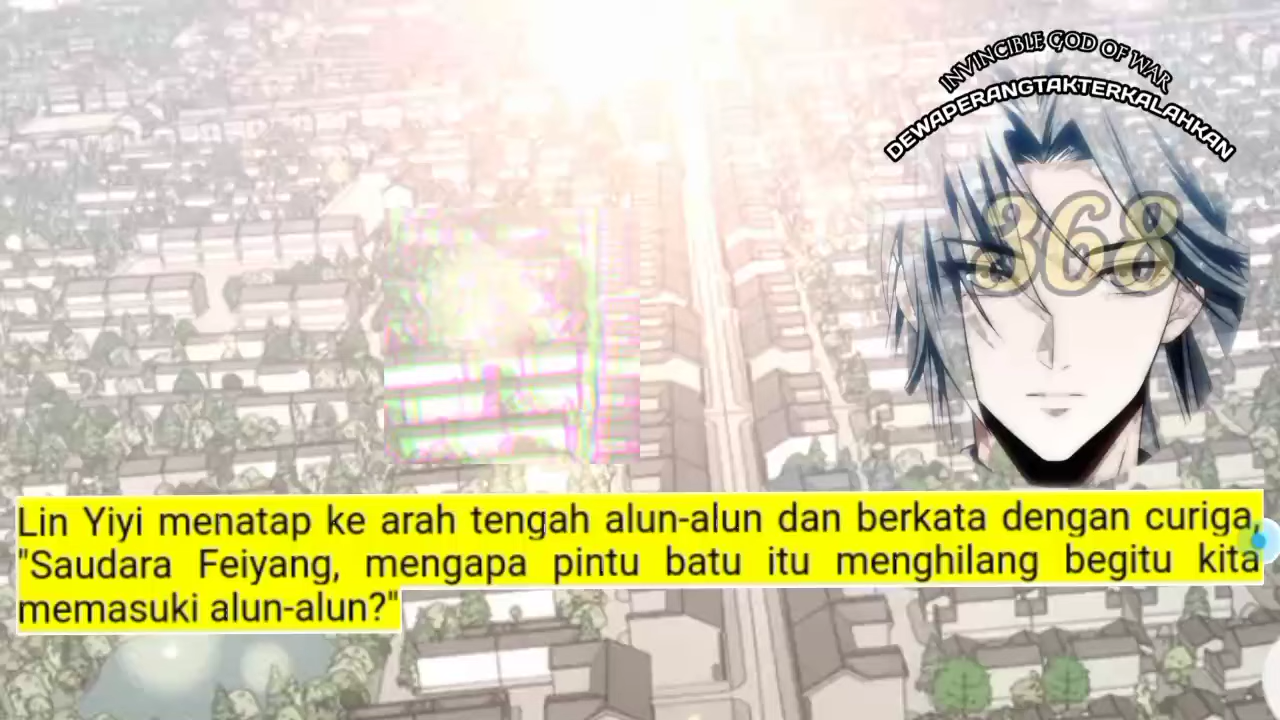 INVINCIBLE GOD OF WAR
DEWAPERANGTAKTERKALAHKAN
368
Lin Yiyi menatap ke arah tengah alun-alun dan berkata dengan curiga,
"Saudara Feiyang, mengapa pintu batu itu menghilang begitu kita
memasuki alun-alun?"